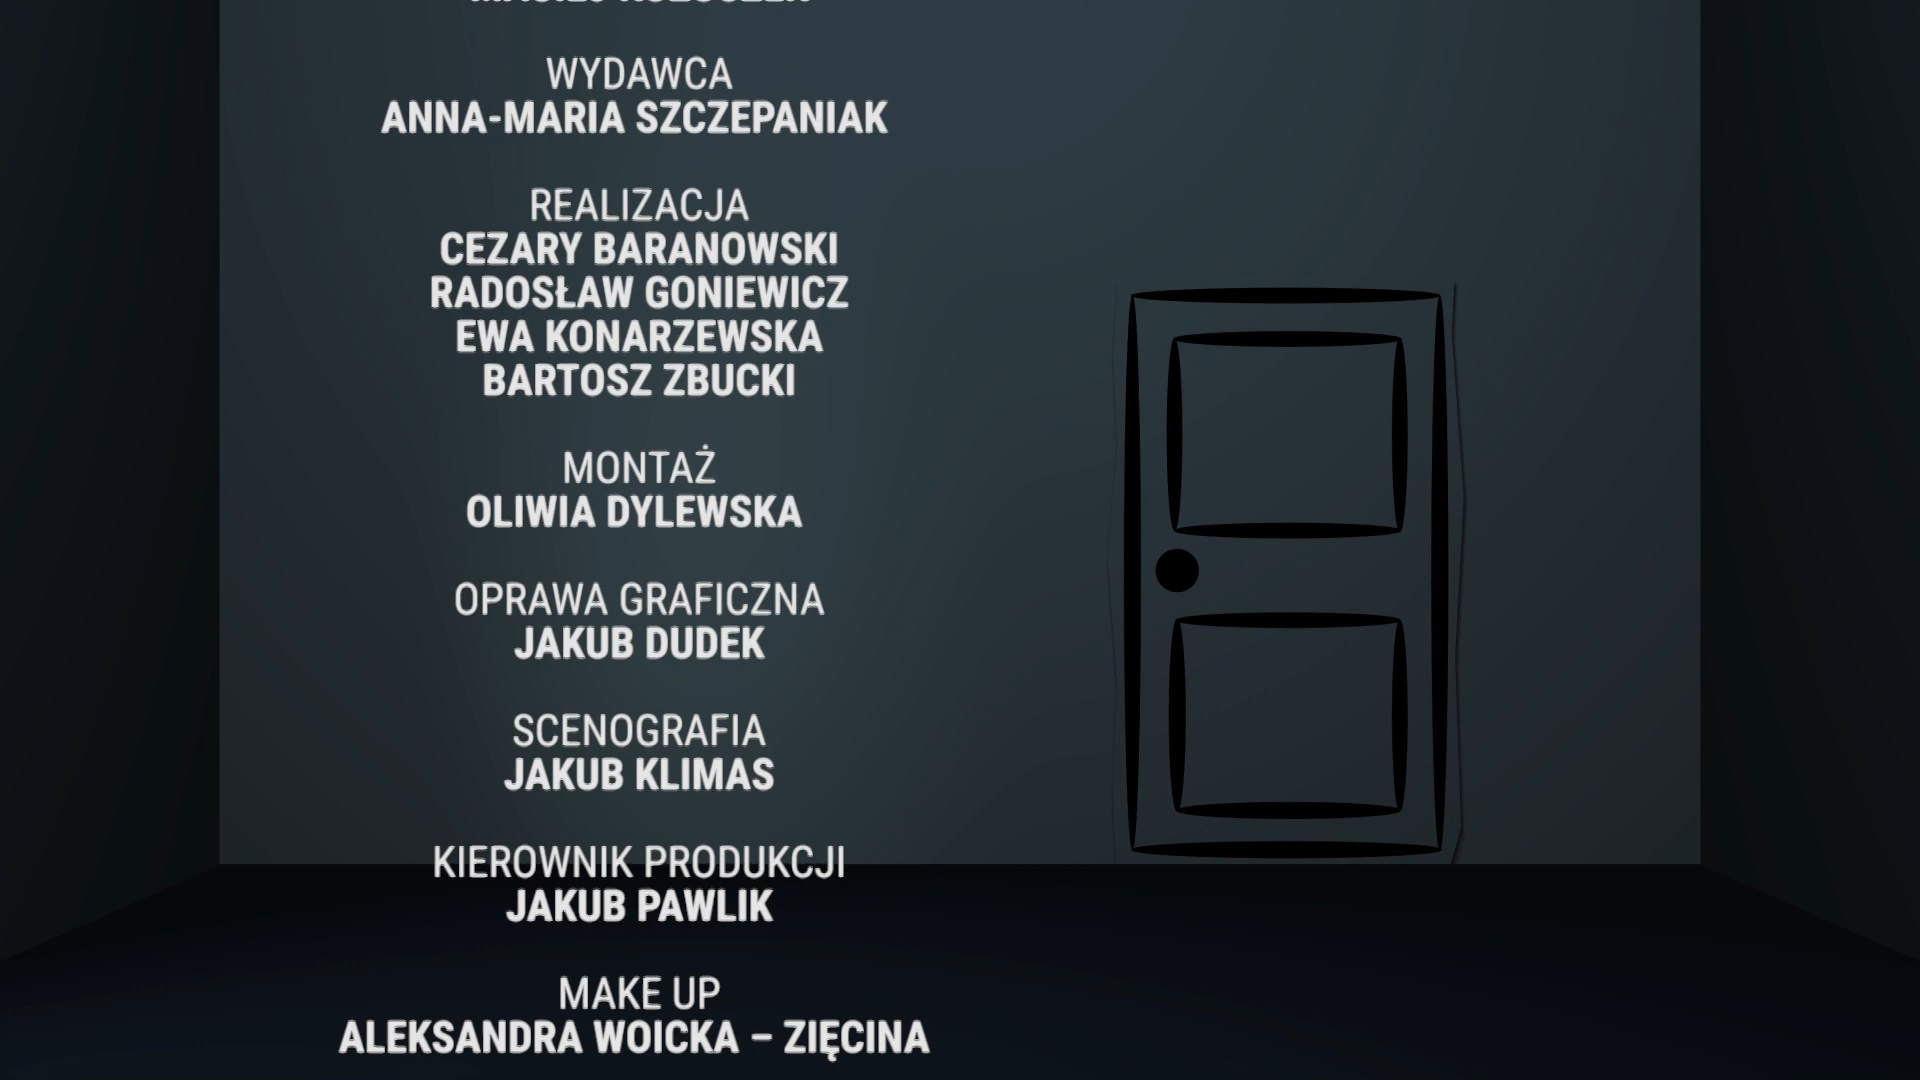 WYDAWCA
ANNA-MARIA SZCZEPANIAK
REALIZACJA
CEZARY BARANOWSKI
RADOSŁAW GONIEWICZ
EWA KONARZEWSKA
BARTOSZ ZBUCKI
MONTAŻ
OLIWIA DYLEWSKA
OPRAWA GRAFICZNA
JAKUB DUDEK
SCENOGRAFIA
JAKUB KLIMAS
KIEROWNIK PRODUKCJI
JAKUB PAWLIK
MAKE UP
ALEKSANDRA WOICKA – ZIĘCINA